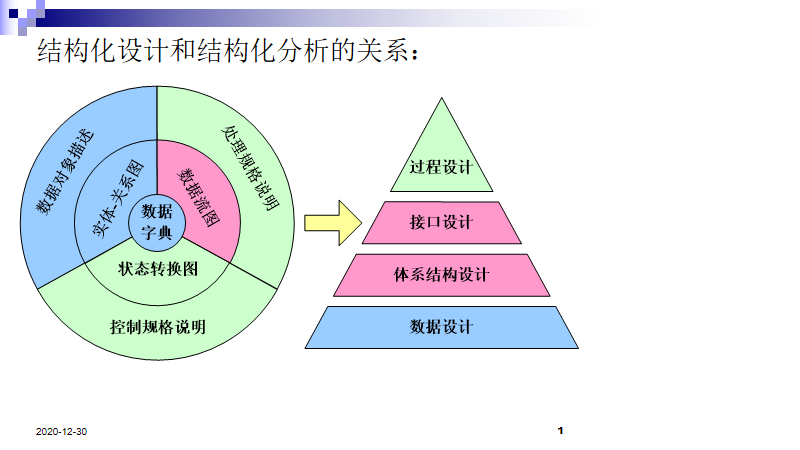 结构化设计和结构化分析的关系：
数据对象描述
实体-关系图
处理规格说明
数据流图
数据
字典
状态转换图
控制规格说明
过程设计
接口设计
体系结构设计
数据设计
2020-12-30
1